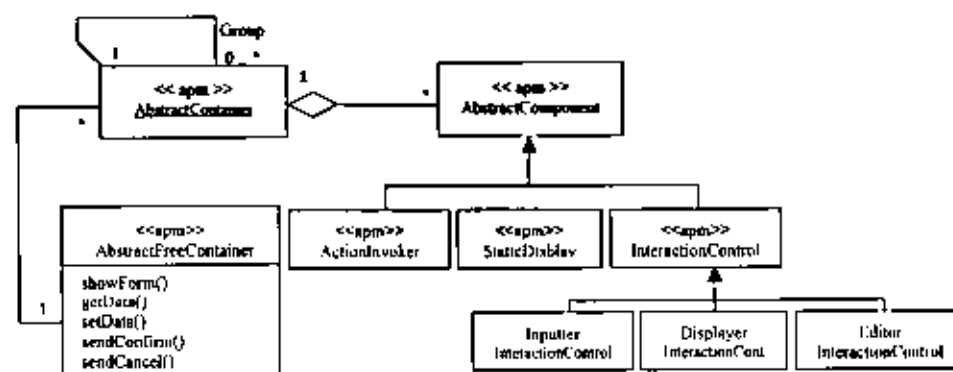 Group
1
0 .. *
1
<< apm >>
AbstractContainer
*
*
<< apm >>
AbstractComponent
<<apm>>
AbstractFreeContainer
showForm()
getData()
setData()
sendConfirm()
sendCancel()
1
<<apm>>
ActionInvoker
<<apm>>
StaticDisplay
<<apm>>
InteractionControl
Inputter
InteractionControl
Displayer
InteractionCont
Editor
InteractionControl